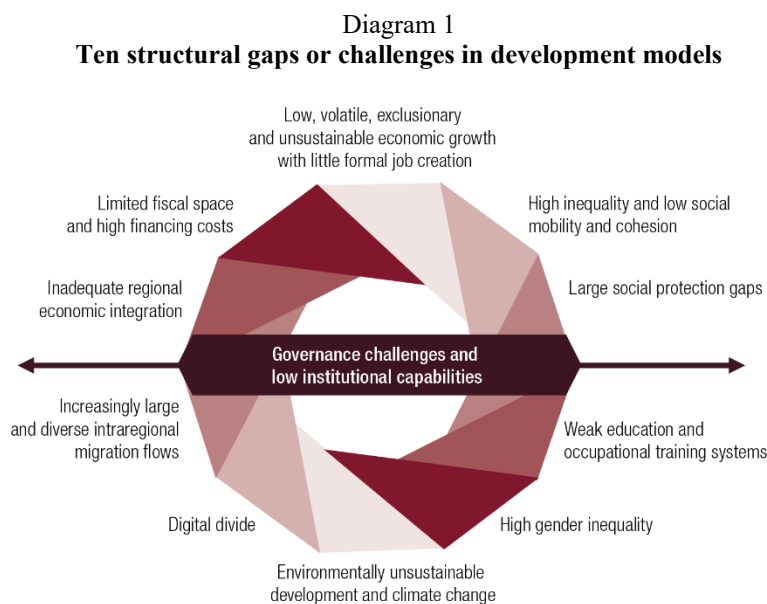 Diagram 1
Ten structural gaps or challenges in development models
Low, volatile, exclusionary
and unsustainable economic growth
with little formal job creation
High inequality and low social
mobility and cohesion
Large social protection gaps
Weak education and
occupational training systems
High gender inequality
Environmentally unsustainable
development and climate change
Digital divide
Increasingly large
and diverse intraregional
migration flows
Inadequate regional
economic integration
Limited fiscal space
and high financing costs
Governance challenges and
low institutional capabilities